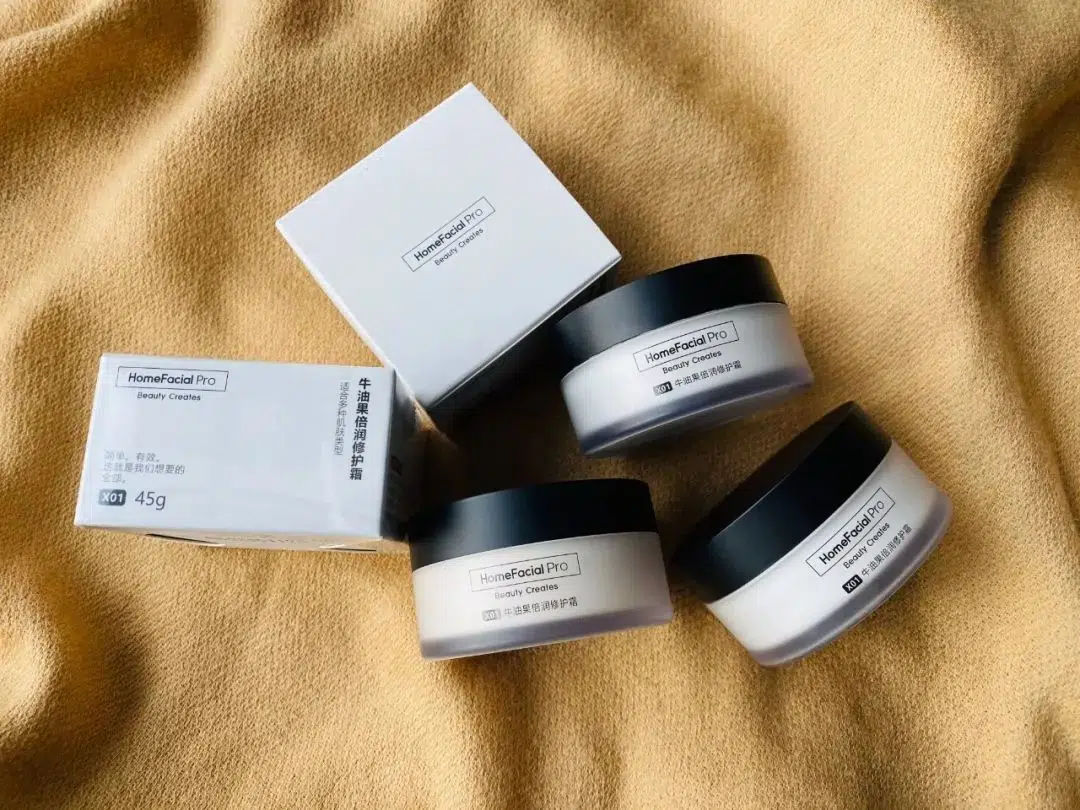 HomeFacial Pro
Beauty Creates
HomeFacial Pro
Beauty Creates
牛油果倍润修护霜
适合多种肌肤类型
简单。有效。
这就是我们想要的
全部。
X01 45g
HomeFacial Pro
Beauty Creates
X01 牛油果倍润修护霜
HomeFacial Pro
Beauty Creates
X01 牛油果倍润修护霜
HomeFacial Pro
Beauty Creates
X01 牛油果倍润修护霜